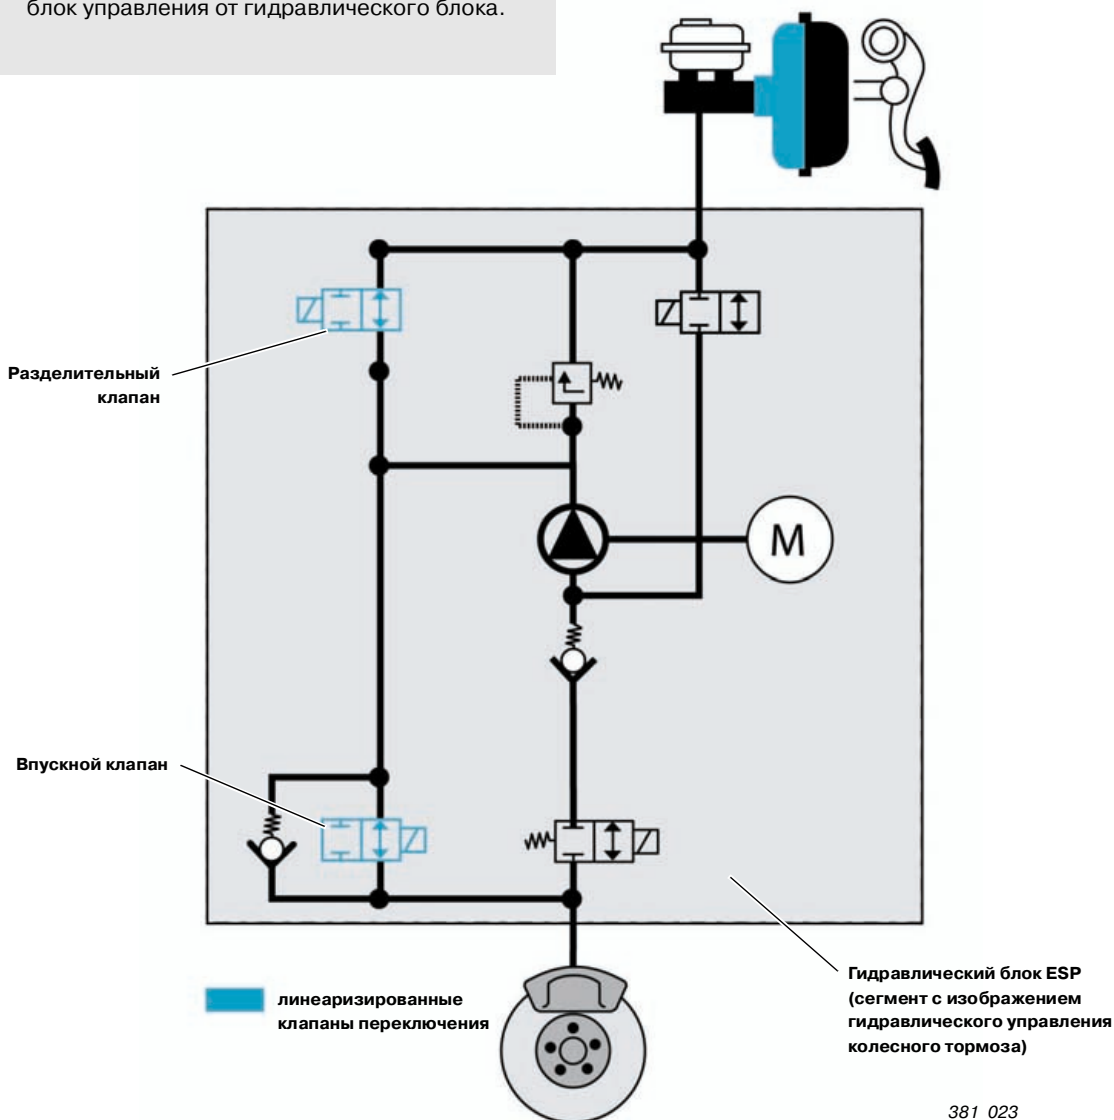 блок управления от гидравлического блока.
Разделительный
клапан
M
Впускной клапан
линеаризированные
клапаны переключения
Гидравлический блок ESP
(сегмент с изображением
гидравлического управления
колесного тормоза)
381_023